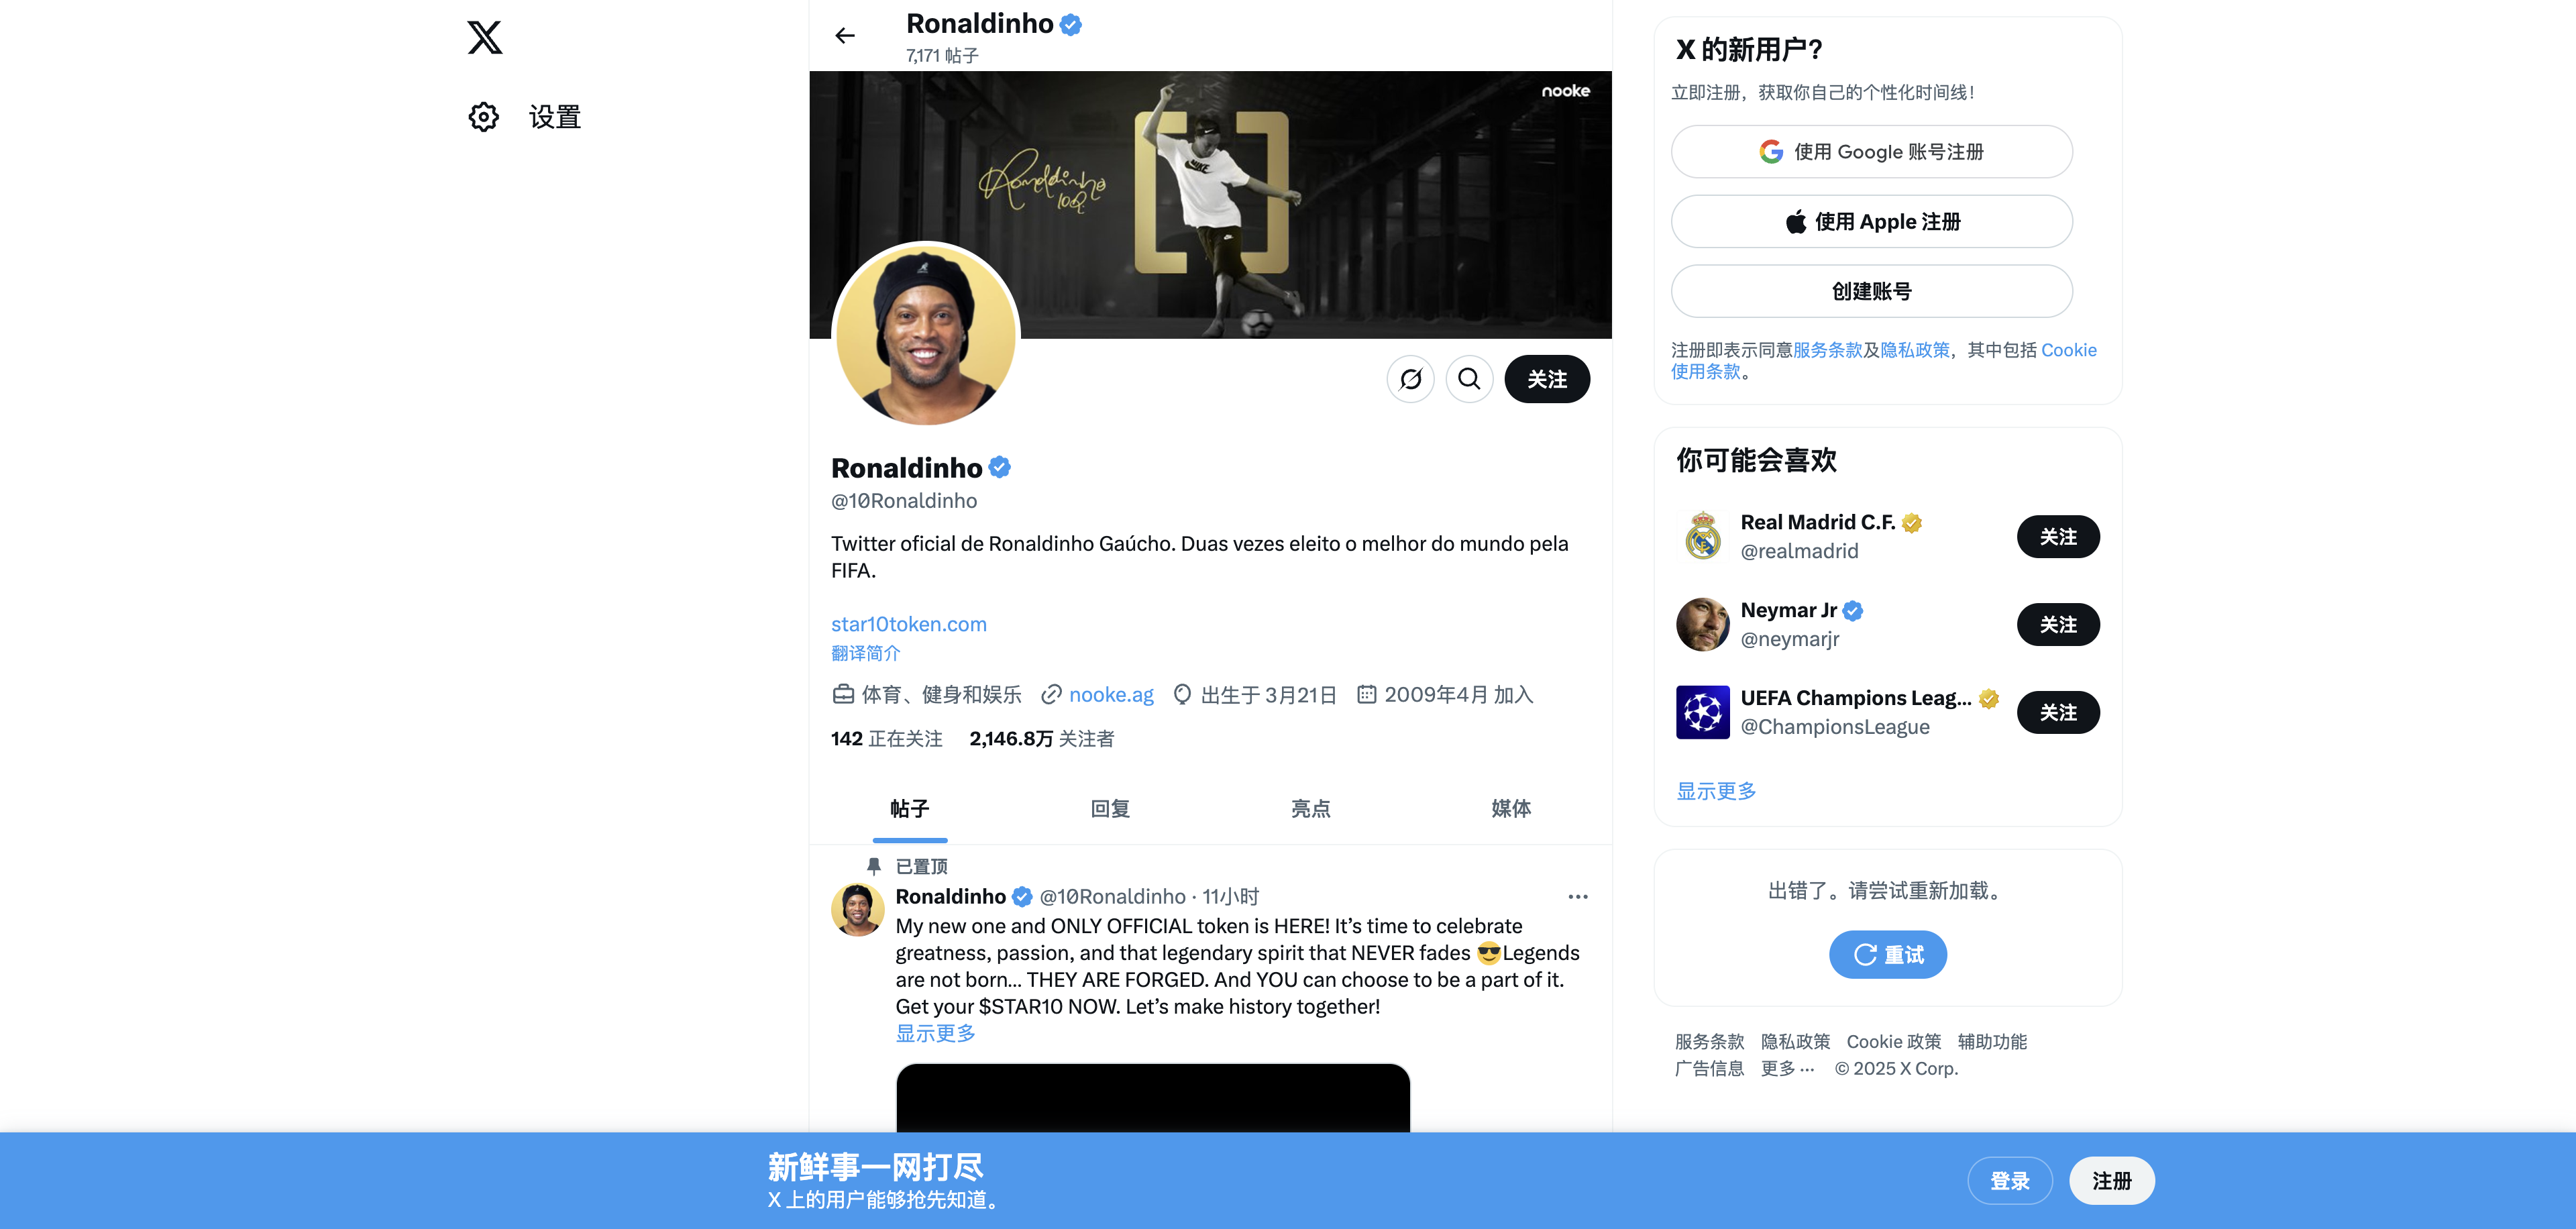 设置
Ronaldinho
7,171 帖子
nooke
Ronaldinho
10R
NIKE
关注
Ronaldinho
@10Ronaldinho
Twitter oficial de Ronaldinho Gaúcho. Duas vezes eleito o melhor do mundo pela
FIFA.
star10token.com
翻译简介
体育、健身和娱乐 nooke.ag 出生于 3月21日 2009年4月 加入
142 正在关注 2,146.8万 关注者
帖子 回复 亮点 媒体
已置顶
Ronaldinho @10Ronaldinho · 11小时
My new one and ONLY OFFICIAL token is HERE! It’s time to celebrate
greatness, passion, and that legendary spirit that NEVER fades 😎Legends
are not born... THEY ARE FORGED. And YOU can choose to be a part of it.
Get your $STAR10 NOW. Let’s make history together!
显示更多
X 的新用户?
立即注册，获取你自己的个性化时间线！
使用 Google 账号注册
使用 Apple 注册
创建账号
注册即表示同意服务条款及隐私政策，其中包括 Cookie
使用条款。
你可能会喜欢
Real Madrid C.F.
@realmadrid
关注
Neymar Jr
@neymarjr
关注
UEFA Champions Leag...
@ChampionsLeague
关注
显示更多
出错了。请尝试重新加载。
重试
服务条款 隐私政策 Cookie 政策 辅助功能
广告信息 更多 ··· © 2025 X Corp.
新鲜事一网打尽
X 上的用户能够抢先知道。
登录 注册